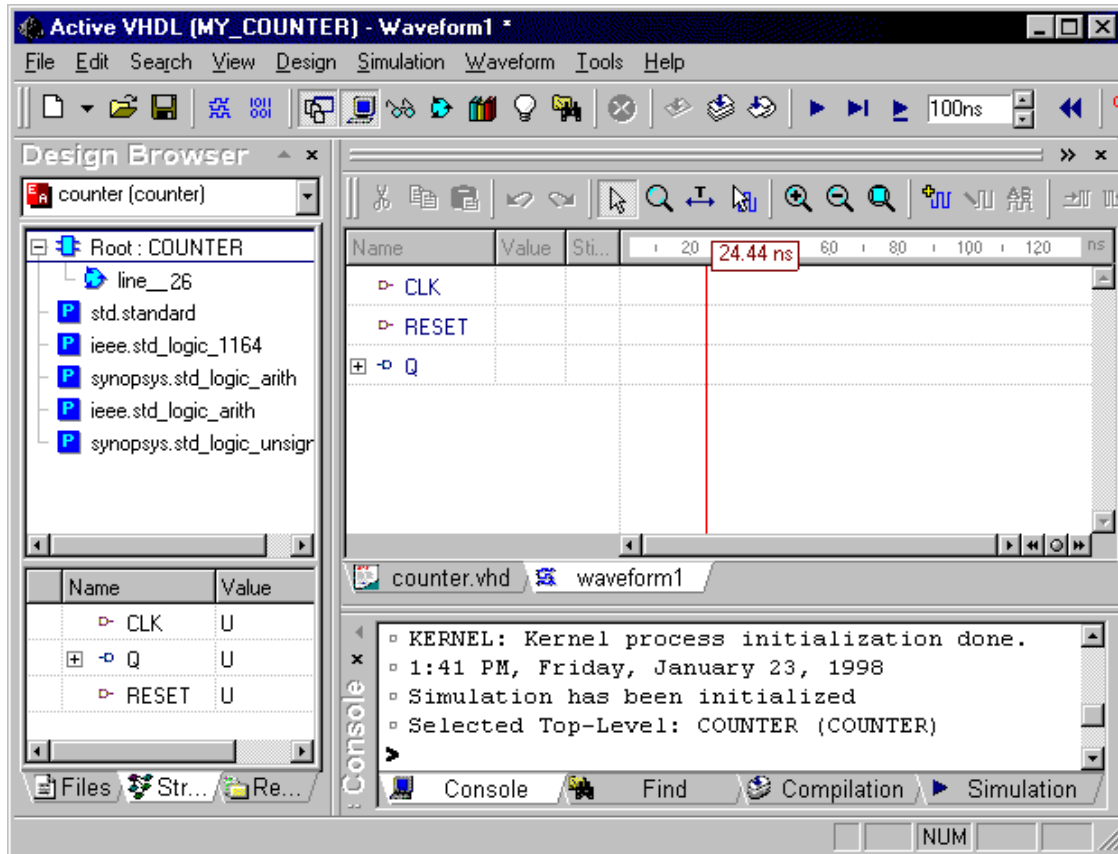 Active VHDL (MY_COUNTER) - Waveform1 *
File Edit Search View Design Simulation Waveform Tools Help
100ns
Design Browser
counter (counter)
Root : COUNTER
line__26
std.standard
ieee.std_logic_1164
synopsys.std_logic_arith
ieee.std_logic_arith
synopsys.std_logic_unsigr
Name Value
CLK U
Q U
RESET U
Files Str... Re...
Name Value Sti... 20 60 80 100 120 ns
24.44 ns
CLK
RESET
Q
counter.vhd waveform1
: Console
KERNEL: Kernel process initialization done.
1:41 PM, Friday, January 23, 1998
Simulation has been initialized
Selected Top-Level: COUNTER (COUNTER)
>
Console Find Compilation Simulation
NUM